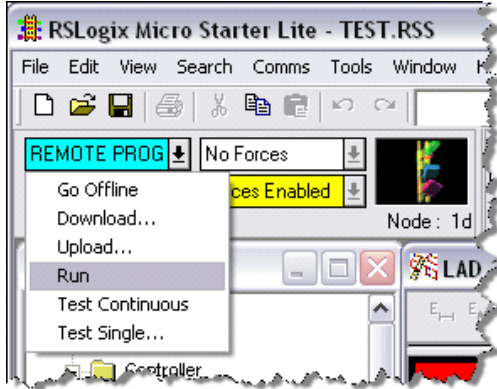 RSLogix Micro Starter Lite - TEST.RSS
File Edit View Search Comms Tools Window
REMOTE PROG No Forces
ces Enabled
Node : 1d
Go Offline
Download...
Upload...
Run
Test Continuous
Test Single...
LAD
Controller